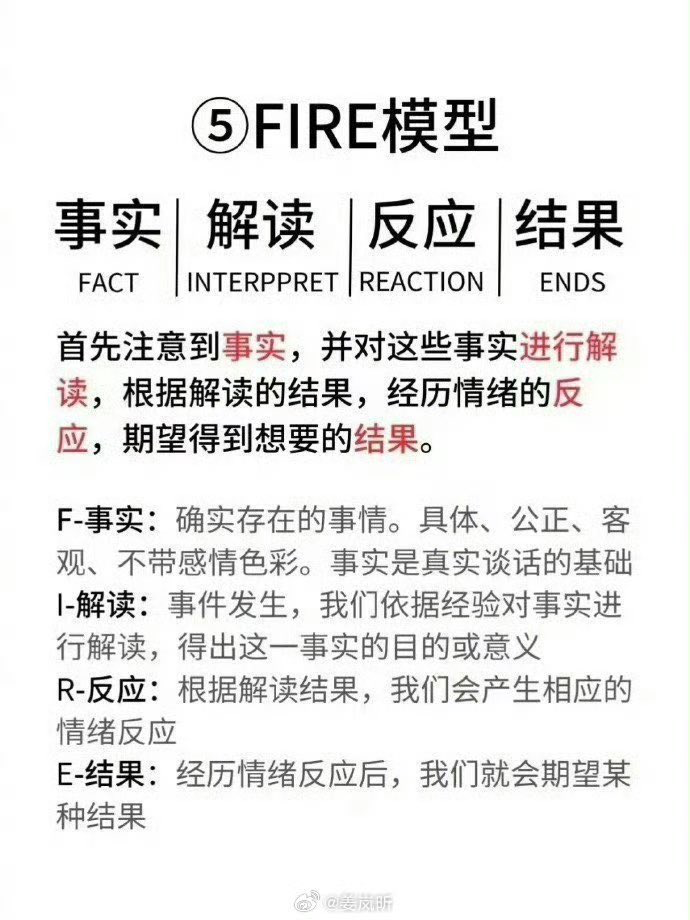 ⑤FIRE模型
事实 解读 反应 结果
FACT INTERPPRET REACTION ENDS
首先注意到事实，并对这些事实进行解
读，根据解读的结果，经历情绪的反
应，期望得到想要的结果。
F-事实：确实存在的事情。具体、公正、客
观、不带感情色彩。事实是真实谈话的基础
I-解读：事件发生，我们依据经验对事实进
行解读，得出这一事实的目的或意义
R-反应：根据解读结果，我们会产生相应的
情绪反应
E-结果：经历情绪反应后，我们就会期望某
种结果
@姜岚昕